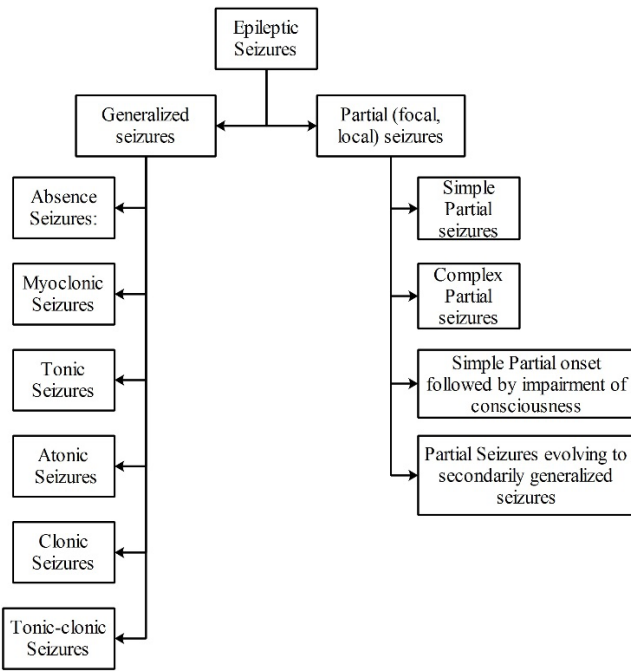 Epileptic
Seizures
Generalized
seizures
Partial (focal,
local) seizures
Absence
Seizures:
Myoclonic
Seizures
Tonic
Seizures
Atonic
Seizures
Clonic
Seizures
Tonic-clonic
Seizures
Simple
Partial
seizures
Complex
Partial
seizures
Simple Partial onset
followed by impairment of
consciousness
Partial Seizures evolving to
secondarily generalized
seizures